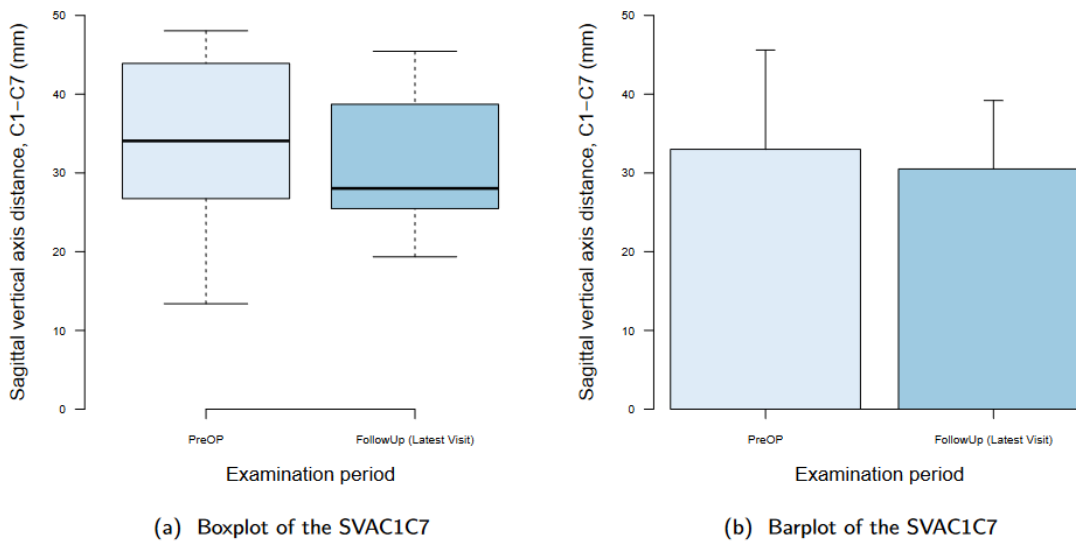 Sagittal vertical axis distance, C1−C7 (mm)
50
40
30
20
10
0
PreOP
FollowUp (Latest Visit)
Examination period
(a) Boxplot of the SVAC1C7
Sagittal vertical axis distance, C1−C7 (mm)
50
40
30
20
10
0
PreOP
FollowUp (Latest Visit)
Examination period
(b) Barplot of the SVAC1C7